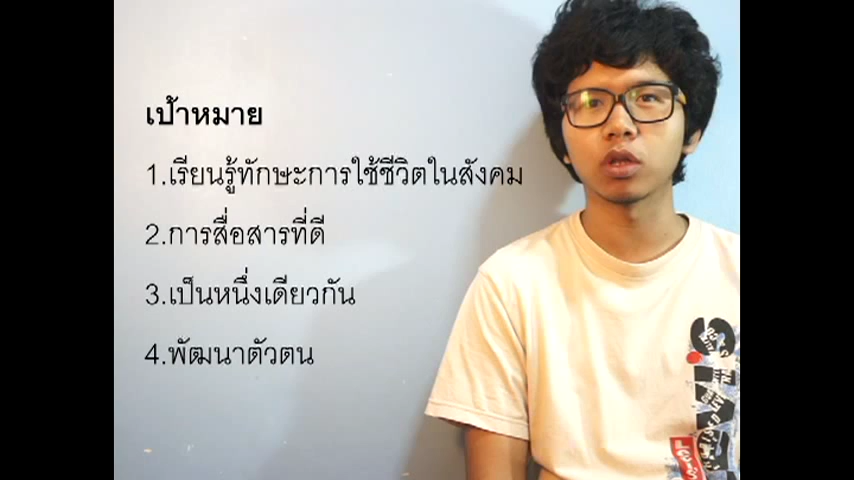 เป้าหมาย
1.เรียนรู้ทักษะการใช้ชีวิตในสังคม
2.การสื่อสารที่ดี
3.เป็นหนึ่งเดียวกัน
4.พัฒนาตัวตน